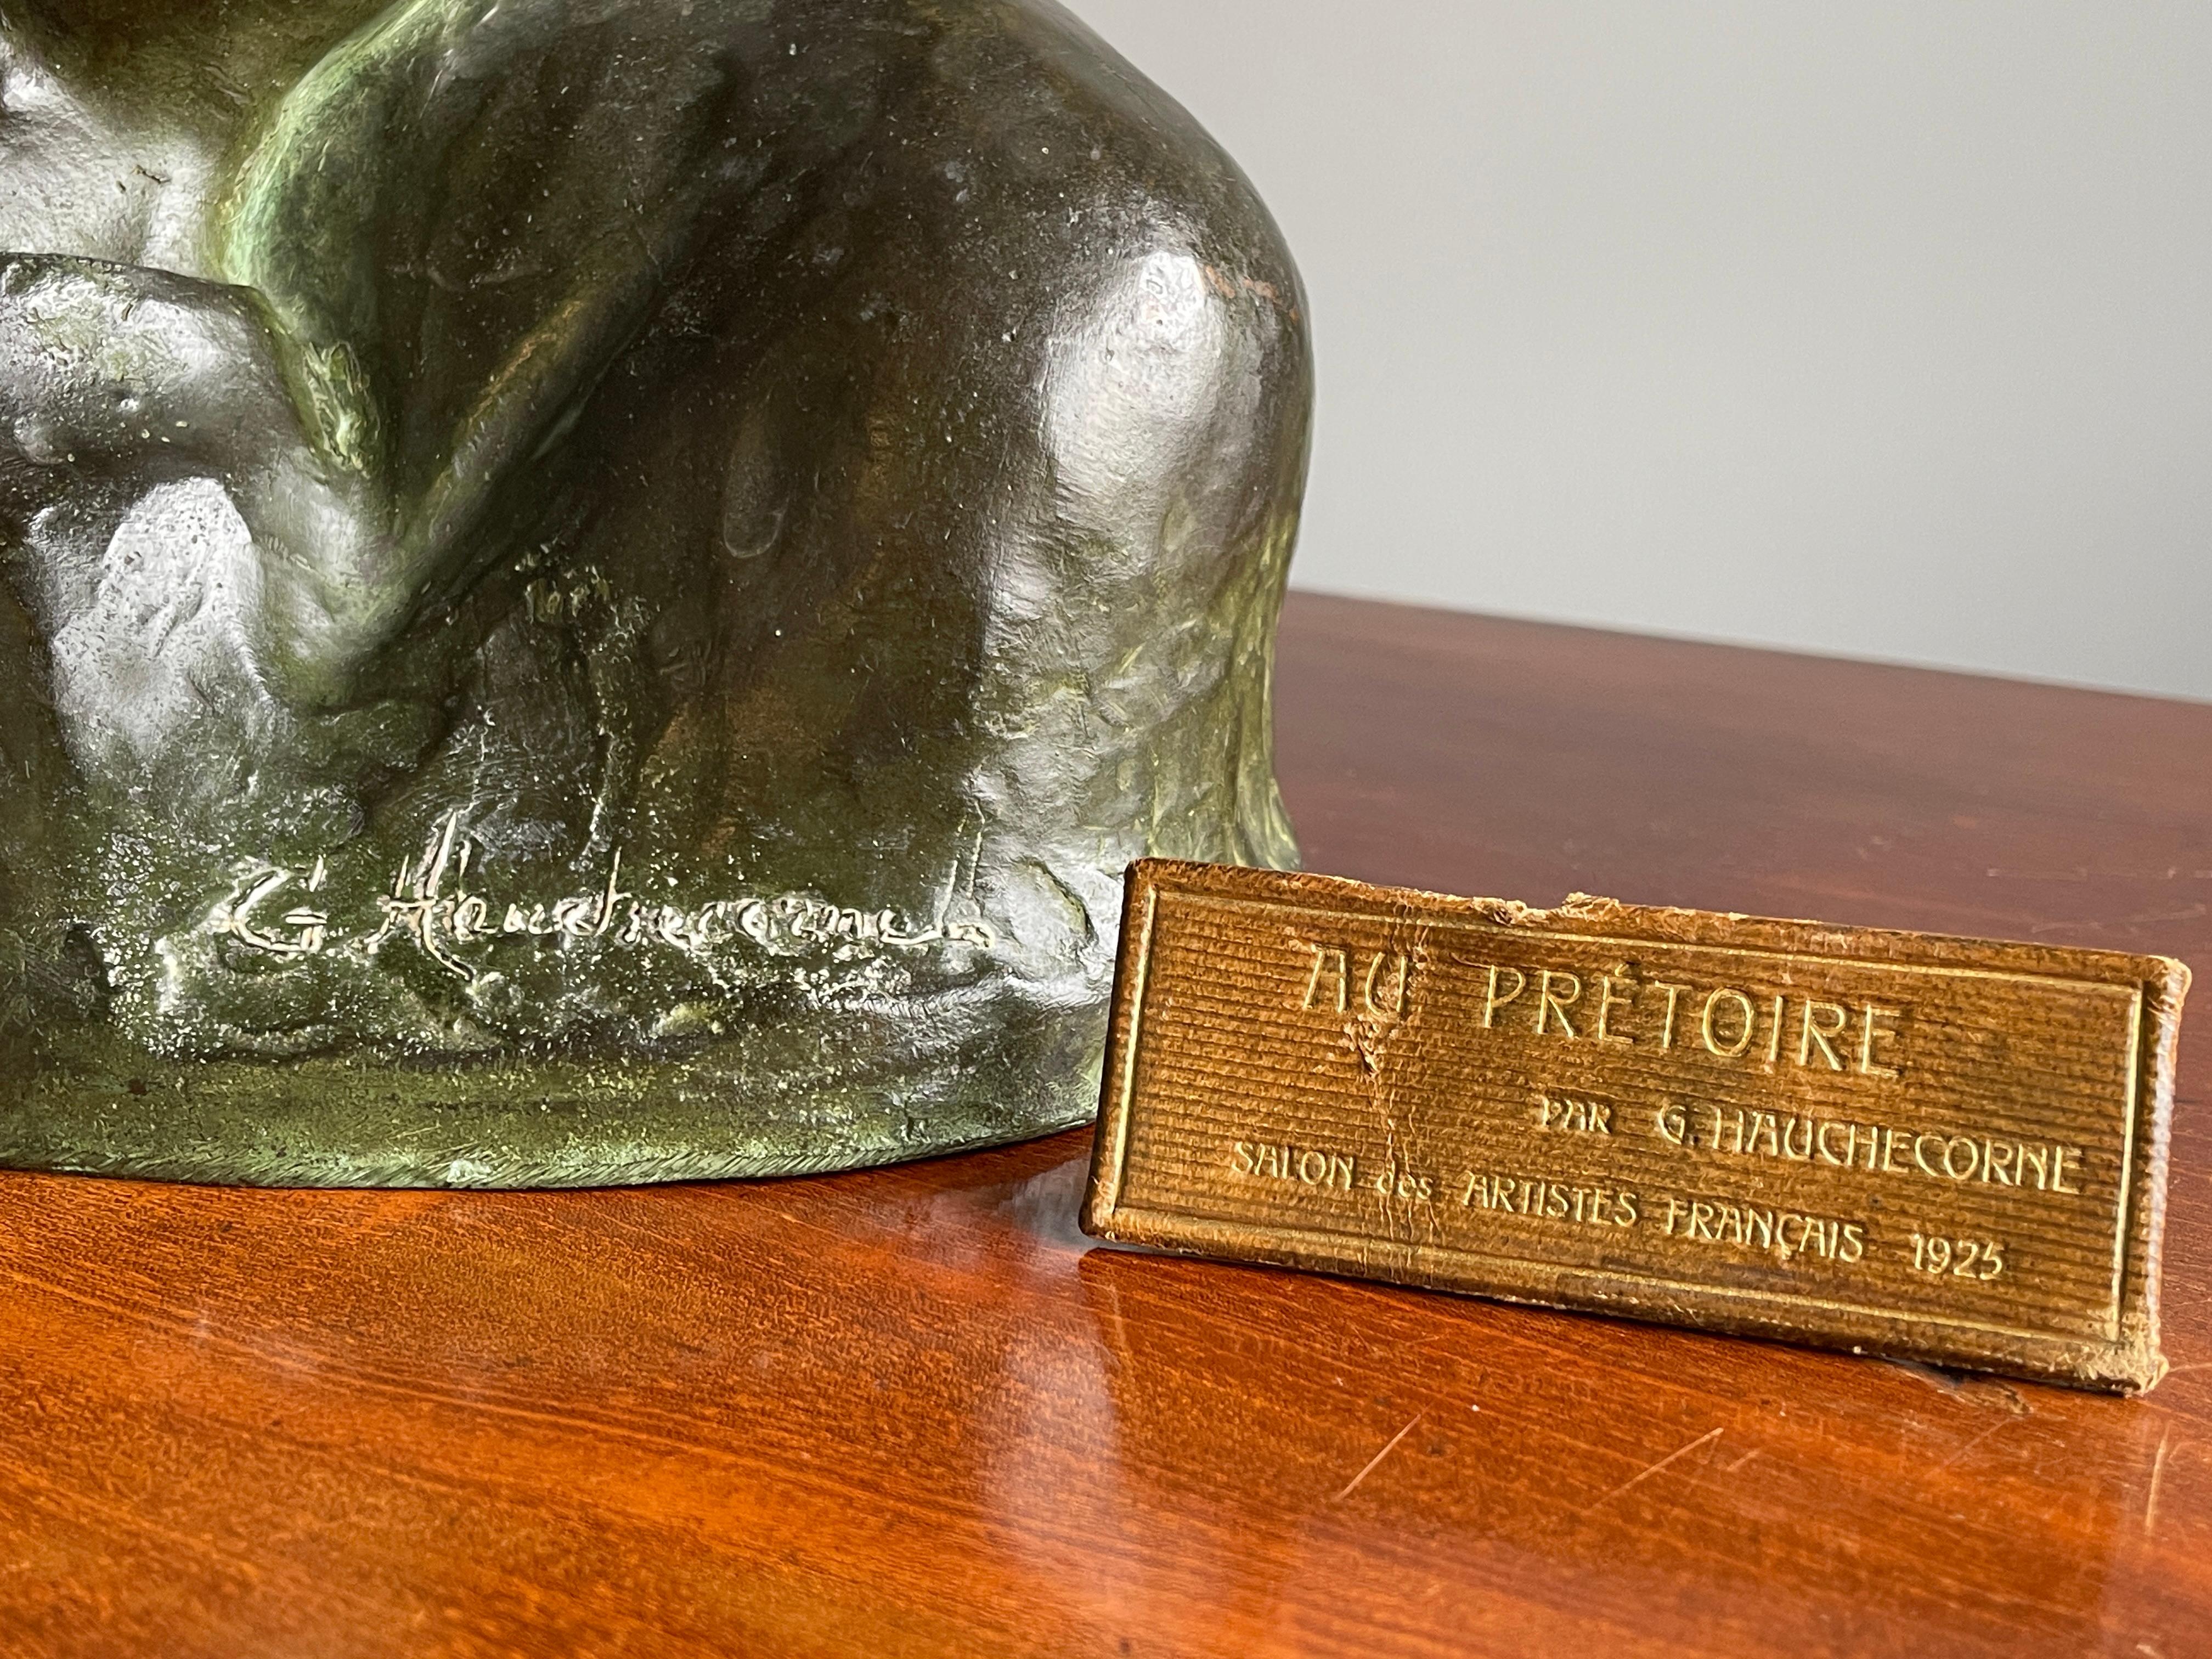 G. Hauchecorne
AU PRÉTOIRE
PAR G. HAUCHECORNE
SALON des ARTISTES FRANÇAIS 1925